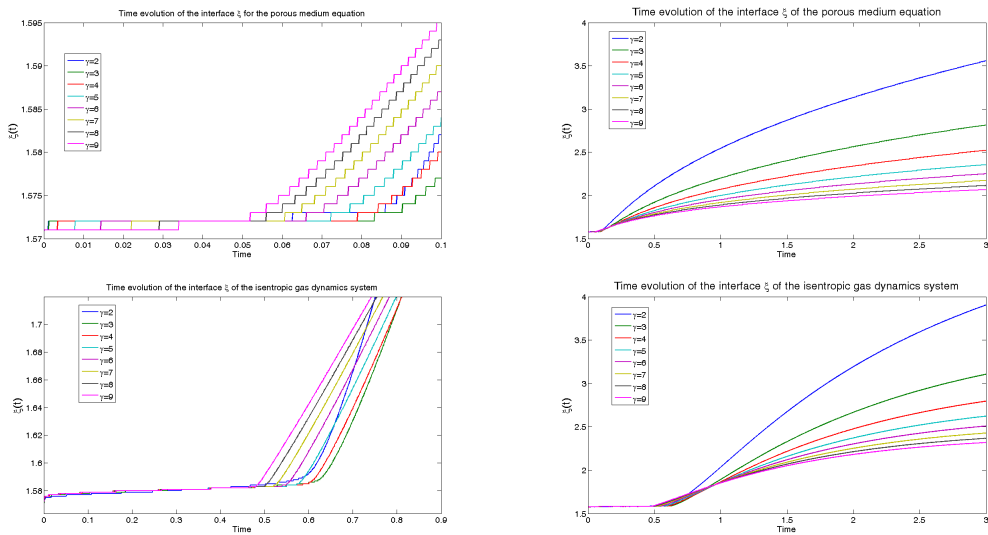 Time evolution of the interface ξ for the porous medium equation
1.595
1.59
1.585
1.58
1.575
1.57
ξ(t)
γ=2
γ=3
γ=4
γ=5
γ=6
γ=7
γ=8
γ=9
0 0.01 0.02 0.03 0.04 0.05 0.06 0.07 0.08 0.09 0.1
Time
Time evolution of the interface ξ of the porous medium equation
4
3.5
3
2.5
2
1.5
ξ(t)
γ=2
γ=3
γ=4
γ=5
γ=6
γ=7
γ=8
γ=9
0 0.5 1 1.5 2 2.5 3
Time
Time evolution of the interface ξ of the isentropic gas dynamics system
1.7
1.66
1.64
1.6
1.58
ξ(t)
γ=2
γ=3
γ=4
γ=5
γ=6
γ=7
γ=8
γ=9
0 0.1 0.2 0.3 0.4 0.5 0.6 0.7 0.8 0.9
Time
Time evolution of the interface ξ of the isentropic gas dynamics system
4
3.5
3
2.5
2
1.5
ξ(t)
γ=2
γ=3
γ=4
γ=5
γ=6
γ=7
γ=8
γ=9
0 0.5 1 1.5 2 2.5 3
Time